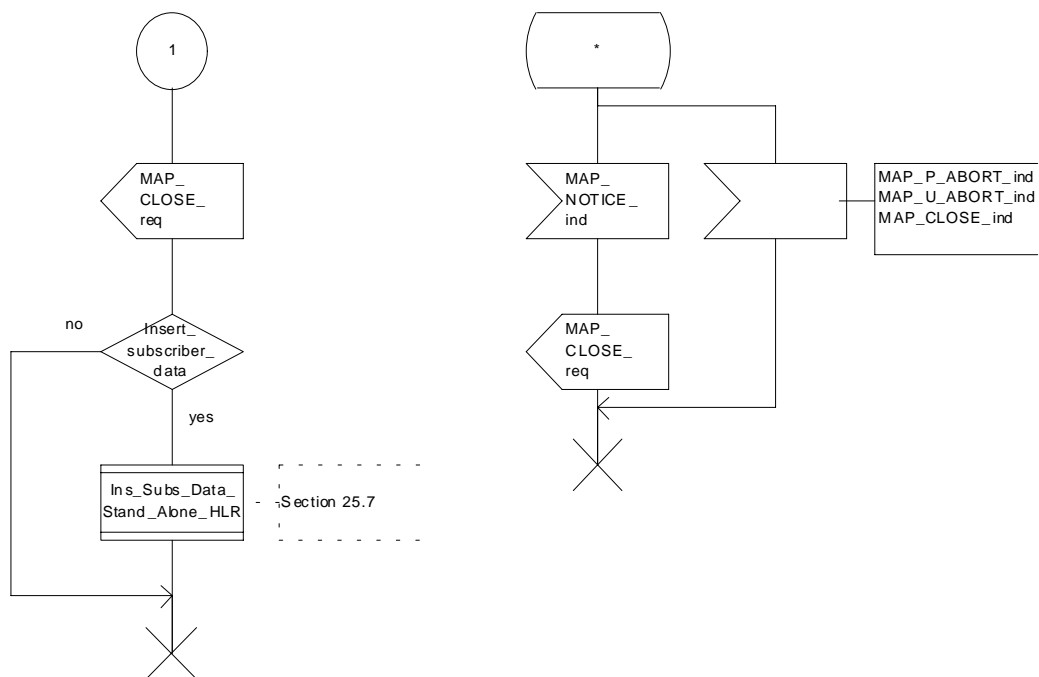 1
MAP_
CLOSE_
req
no
Insert_
subscriber_
data
yes
Ins_Subs_Data_
Stand_Alone_HLR
Section 25.7
*
MAP_
NOTICE_
ind
MAP_P_ABORT_ind
MAP_U_ABORT_ind
MAP_CLOSE_ind
MAP_
CLOSE_
req